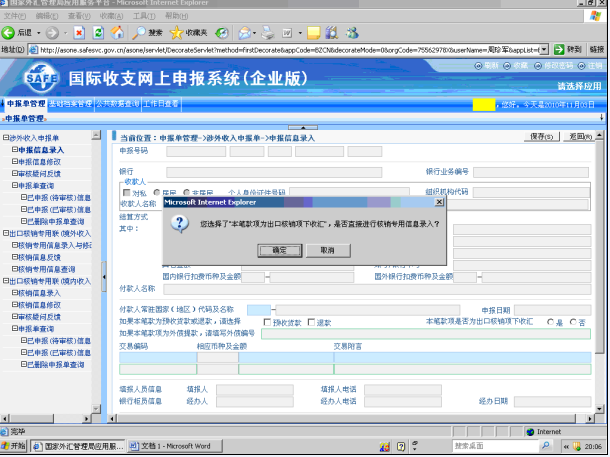 国家外汇管理局应用服务平台 - Microsoft Internet Explorer
文件(F) 编辑(E) 查看(V) 收藏(A) 工具(T) 帮助(H)
后退 搜索 收藏夹
地址(D) http://asone.safesvc.gov.cn/asone/servlet/DecorateServlet?method=firstDecorate&appCode=BZCN&decorateMode=0&orgCode=75562978X&userName=周珍军&appList=( 转到 链接
SAFE 国际收支网上申报系统(企业版)
收藏 修改密码 注销
请选择应用
申报单管理 基础档案管理 公共数据查询 工作日查看
,您好。今天是2010年11月03日
申报单管理
涉外收入申报单
申报信息录入
申报信息修改
审核疑问反馈
申报单查询
已申报(待审核)信息
已申报(已审核)信息
已删除申报单查询
出口核销专用联(境外收入
核销专用信息录入与修改
核销信息反馈
核销专用信息查询
出口核销专用联(境内收入
核销信息录入
核销信息修改
审核疑问反馈
申报单查询
已申报(待审核)信息
已申报(已审核)信息
已删除申报单查询
当前位置:申报单管理->涉外收入申报单->申报信息录入
保存(S) 返回(R)
申报号码
银行 银行业务编号
收款人
对私 居民 非居民 个人身份证件号码 组织机构代码
收款人名称
结算方式
其中:
Microsoft Internet Explorer
您选择了"本笔款项为出口核销项下收汇",是否直接进行核销专用信息录入?
确定 取消
国内银行扣费币种及金额 - 国外银行扣费币种及金额 -
付款人名称
付款人常驻国家(地区)代码及名称 - 申报日期
如果本笔款为预收货款或退款,请选择 预收货款 退款 本笔款项是否为出口核销项下收汇 是 否
如果本笔款项为外债提款,请填写外债编号
交易编码 相应币种及金额 交易附言
填报人员信息 填报人 填报人电话
银行柜员信息 经办人 经办人电话 经办日期
完毕 Internet
开始 国家外汇管理局应用服... 文档 1 - Microsoft Word 搜索桌面 20:06